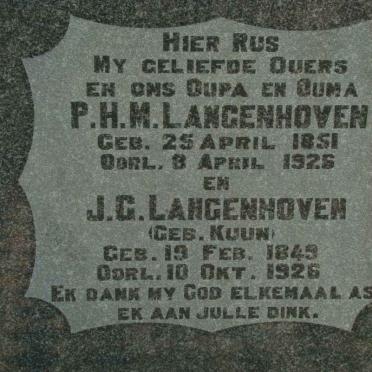 HIER RUS
MY GELIEFDE OUERS
EN ONS OUPA EN OUMA
P.H.M. LANGENHOVEN
GEB. 25 APRIL 1851
OORL. 8 APRIL 1926
EN
J.G. LANGENHOVEN
(GEB. KUUN)
GEB. 19 FEB. 1849
OORL. 10 OKT. 1926
EK DANK MY GOD ELKEMAAL AS
EK AAN JULLE DINK.